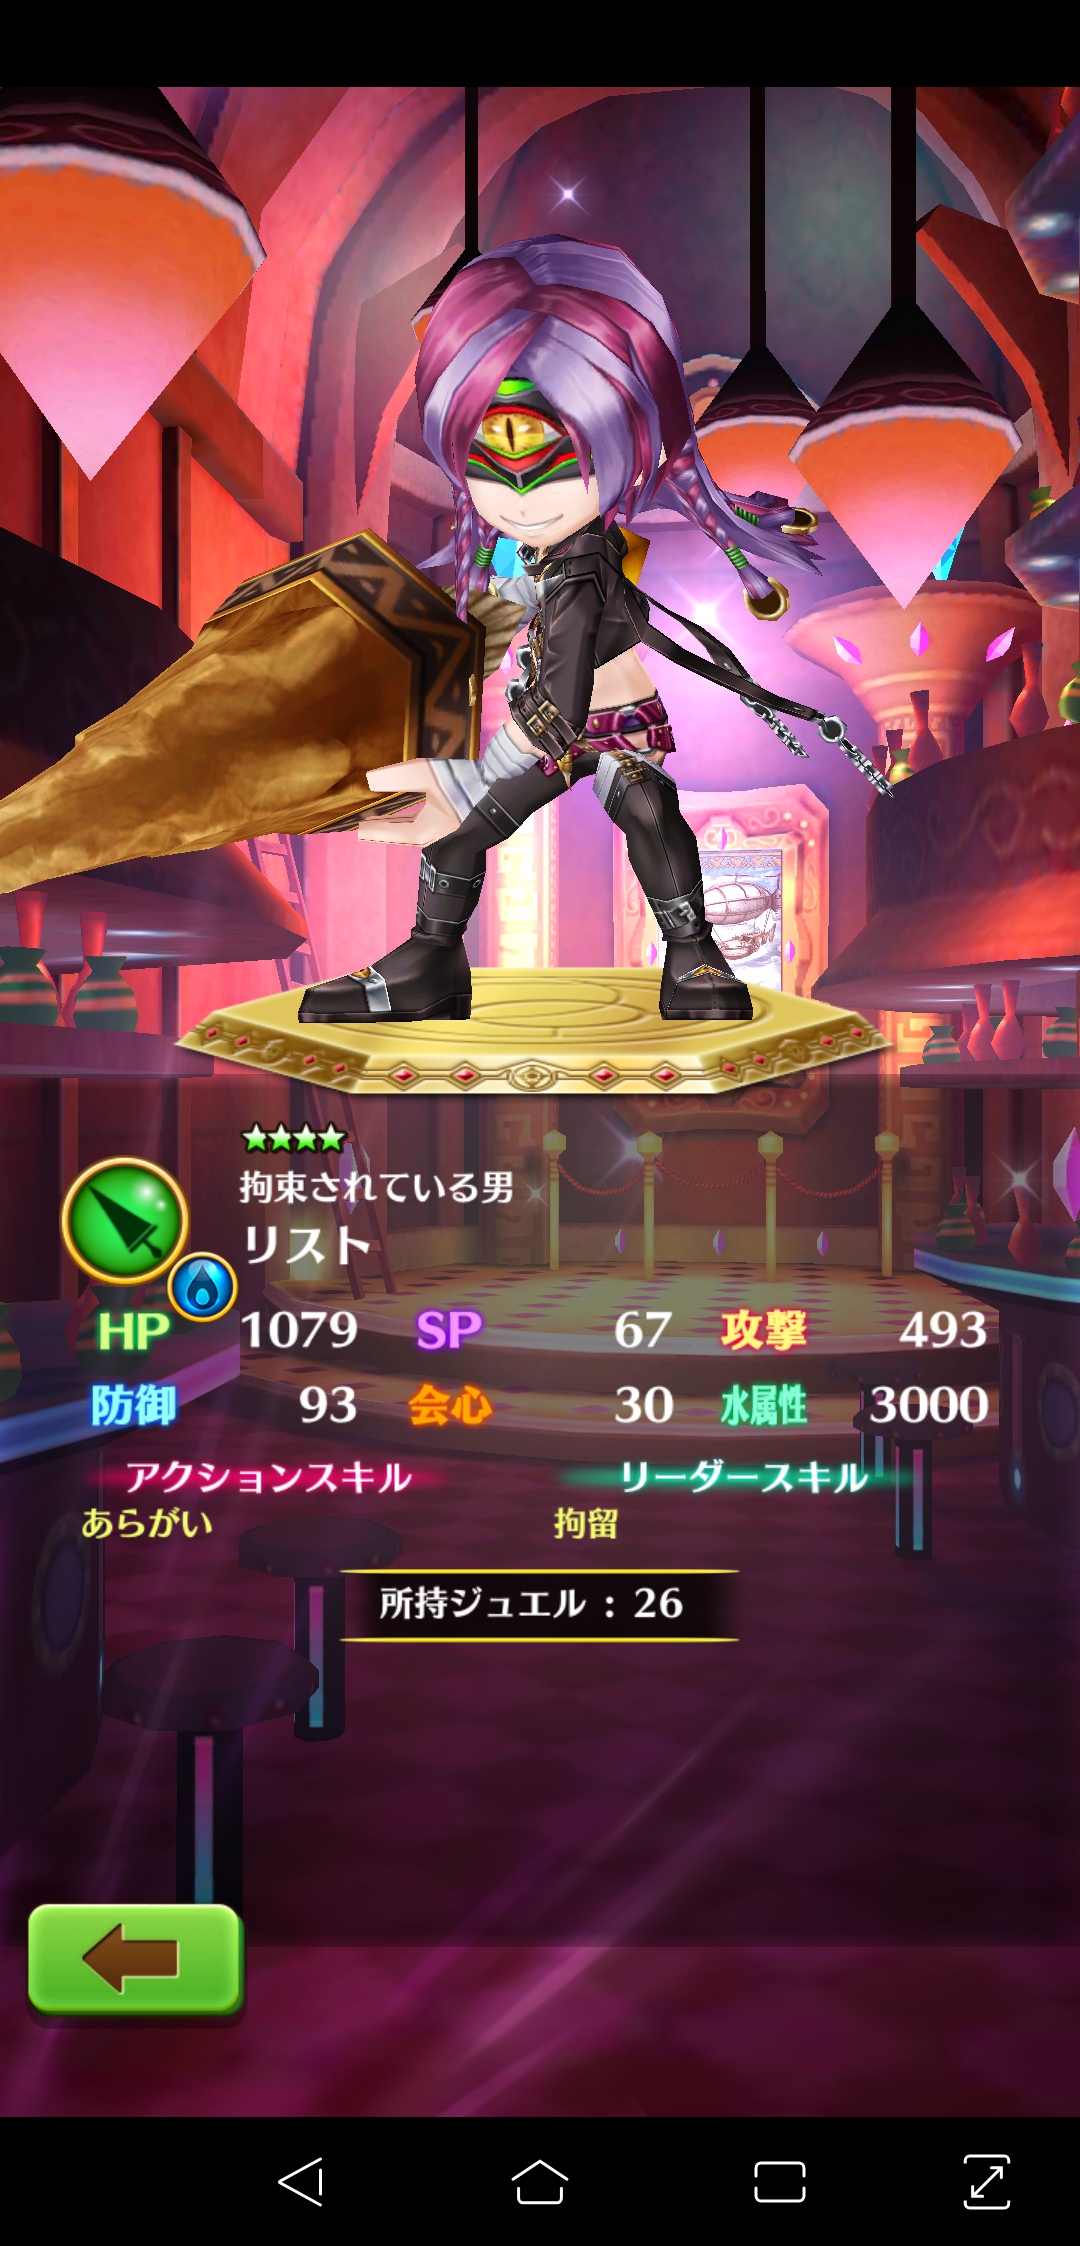 ★★★★
拘束されている男
リスト
HP 1079 SP 67 攻撃 493
防御 93 会心 30 水属性 3000
アクションスキル リーダースキル
あらがい 拘留
所持ジュエル : 26